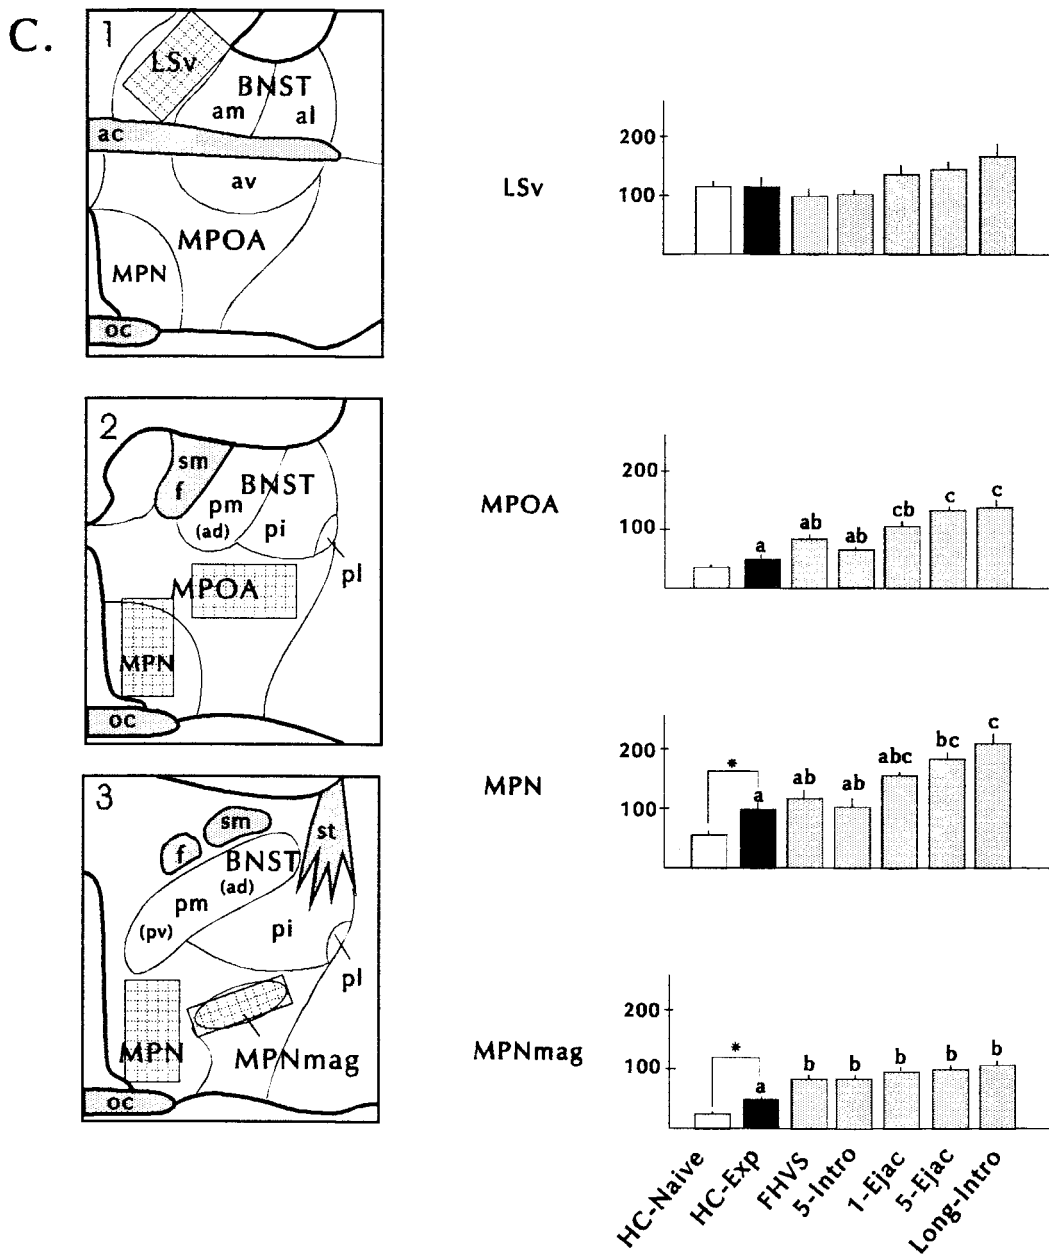 C.
1
LSv
BNST
am
al
ac
av
MPOA
MPN
oc
LSv
200
100
2
sm
f
BNST
pm
(ad)
pi
pl
MPOA
MPN
oc
MPOA
200
100
a
ab
ab
cb
c
c
MPN
200
100
*
a
ab
ab
abc
bc
c
3
sm
f
st
BNST
(ad)
pm
(pv)
pi
pl
MPN
MPNmag
oc
MPNmag
200
100
*
a
b
b
b
b
b
HC-Naive
HC-Exp
FHVS
5-Intro
1-Ejac
5-Ejac
Long-Intro